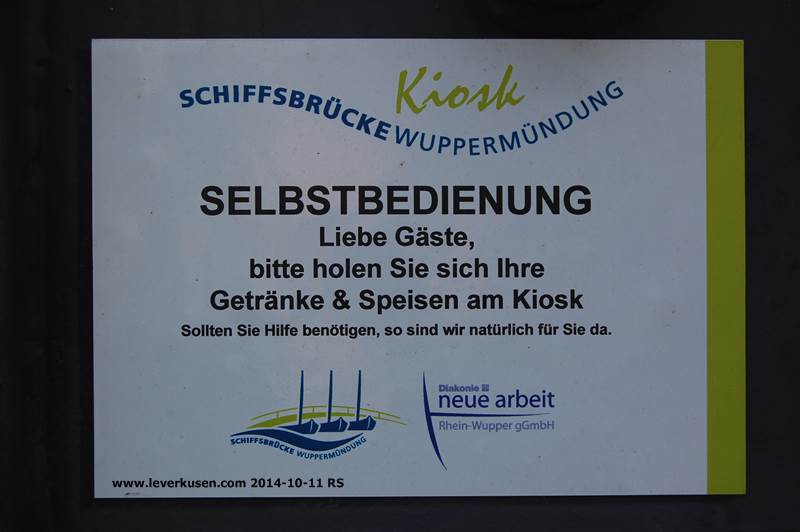 Kiosk
SCHIFFSBRÜCKE WUPPERMÜNDUNG
SELBSTBEDIENUNG
Liebe Gäste,
bitte holen Sie sich Ihre
Getränke & Speisen am Kiosk
Sollten Sie Hilfe benötigen, so sind wir natürlich für Sie da.
SCHIFFSBRÜCKE WUPPERMÜNDUNG
Diakonie
neue arbeit
Rhein-Wupper gGmbH
www.leverkusen.com 2014-10-11 RS